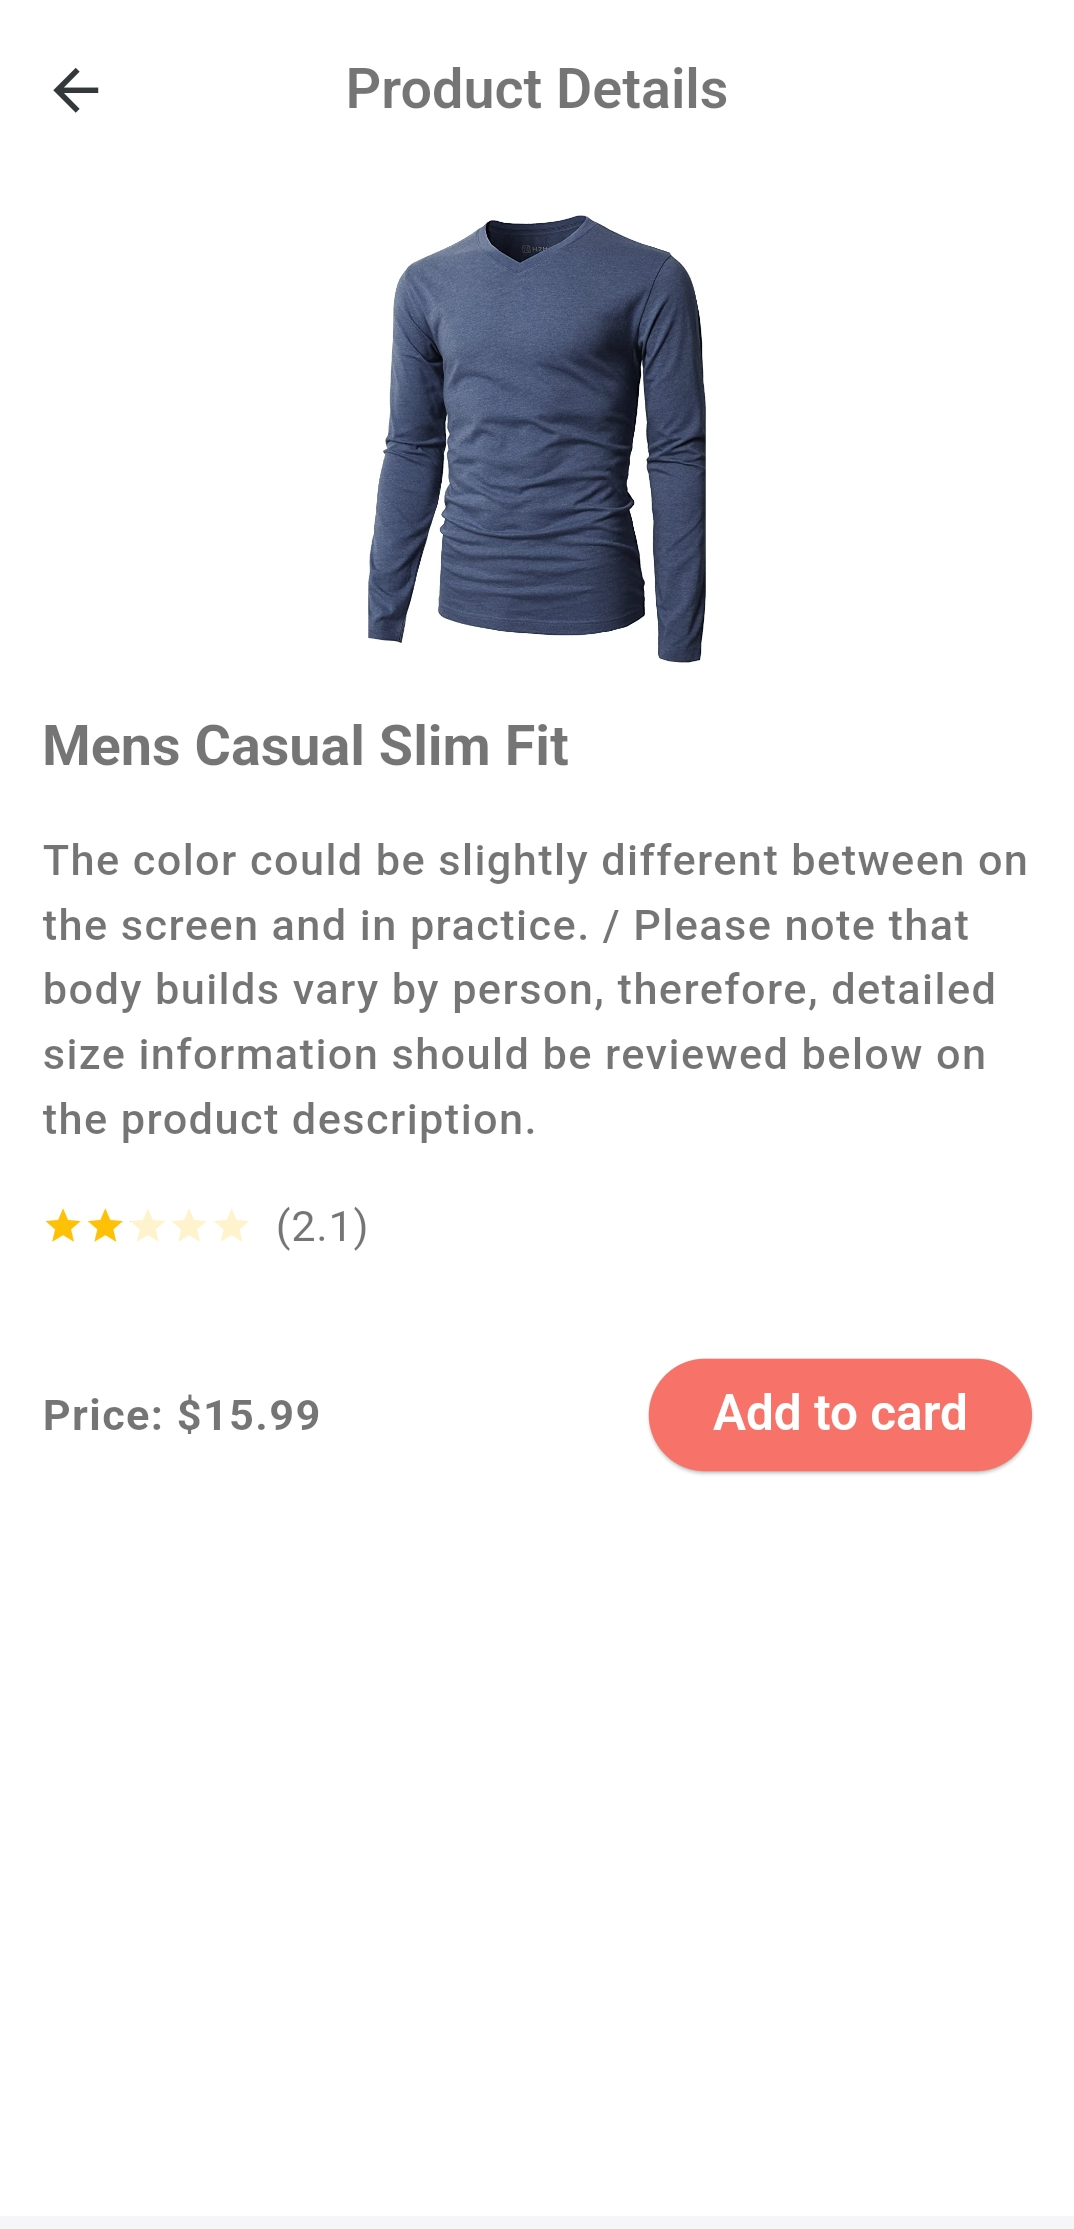 Product Details
Mens Casual Slim Fit
The color could be slightly different between on
the screen and in practice. / Please note that
body builds vary by person, therefore, detailed
size information should be reviewed below on
the product description.
(2.1)
Price: $15.99
Add to card